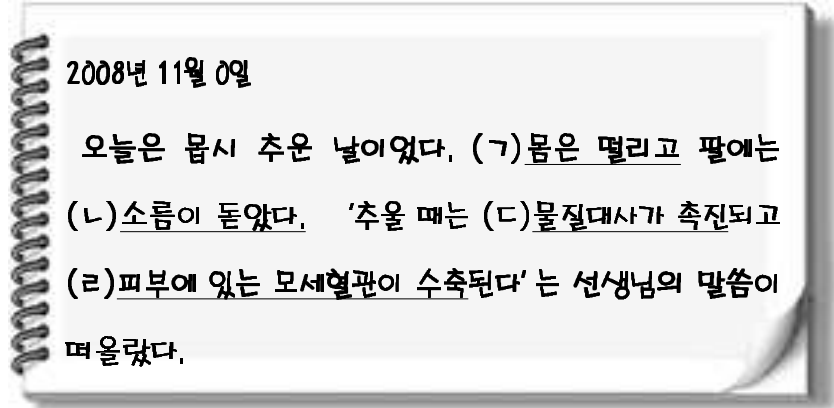 2008년 11월 0일
오늘은 몹시 추운 날이었다. (ㄱ)몸은 떨리고 팔에는
(ㄴ)소름이 돋았다. '추울 때는 (ㄷ)물질대사가 촉진되고
(ㄹ)피부에 있는 모세혈관이 수축된다'는 선생님의 말씀이
떠올랐다.